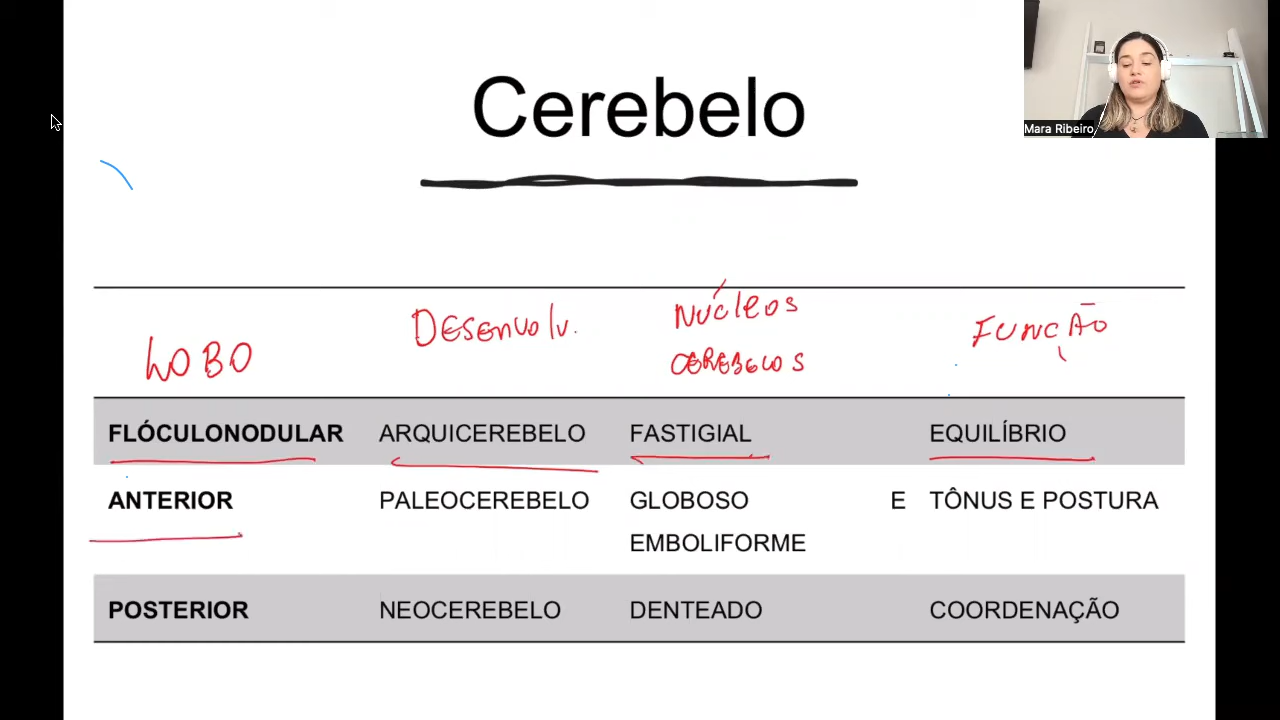 Cerebelo
Mara Ribeiro
LOBO Desenvolv. Núcleos FUNCÃO
CEREBELOS
FLÓCULONODULAR ARQUICEREBELO FASTIGIAL EQUILÍBRIO
ANTERIOR PALEOCEREBELO GLOBOSO E TÔNUS E POSTURA
EMBOLIFORME
POSTERIOR NEOCEREBELO DENTEADO COORDENAÇÃO